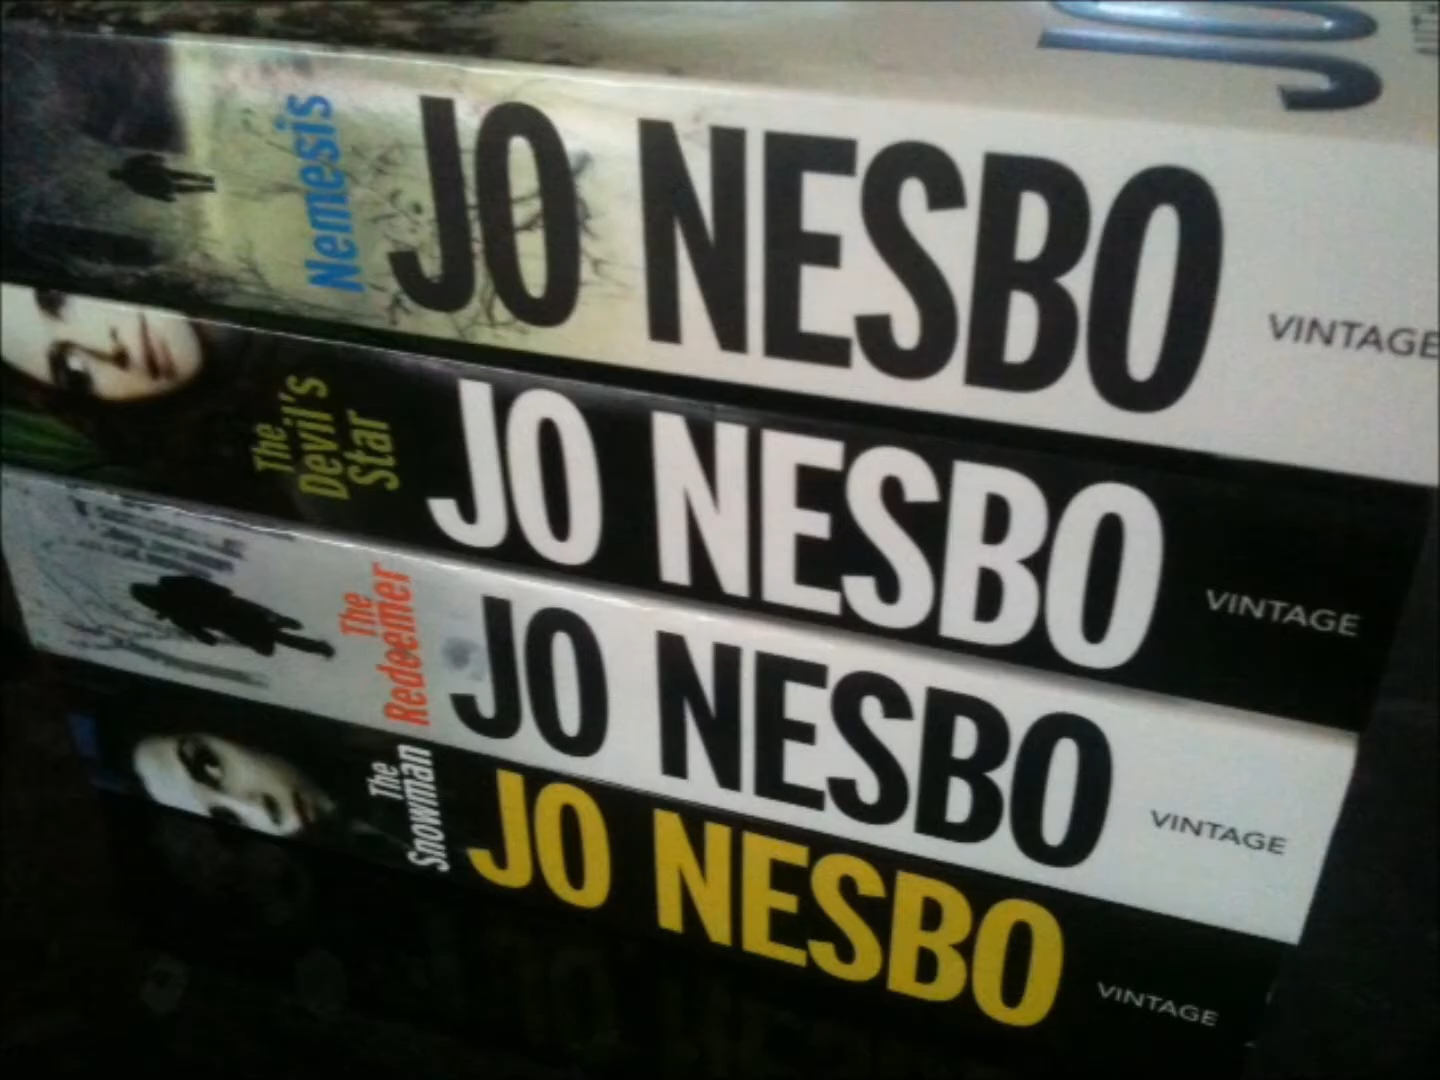 Nemesis
JO NESBO
VINTAGE
The
Devil's
Star
JO NESBO
VINTAGE
The
Redeemer
JO NESBO
VINTAGE
The
Snowman
JO NESBO
VINTAGE